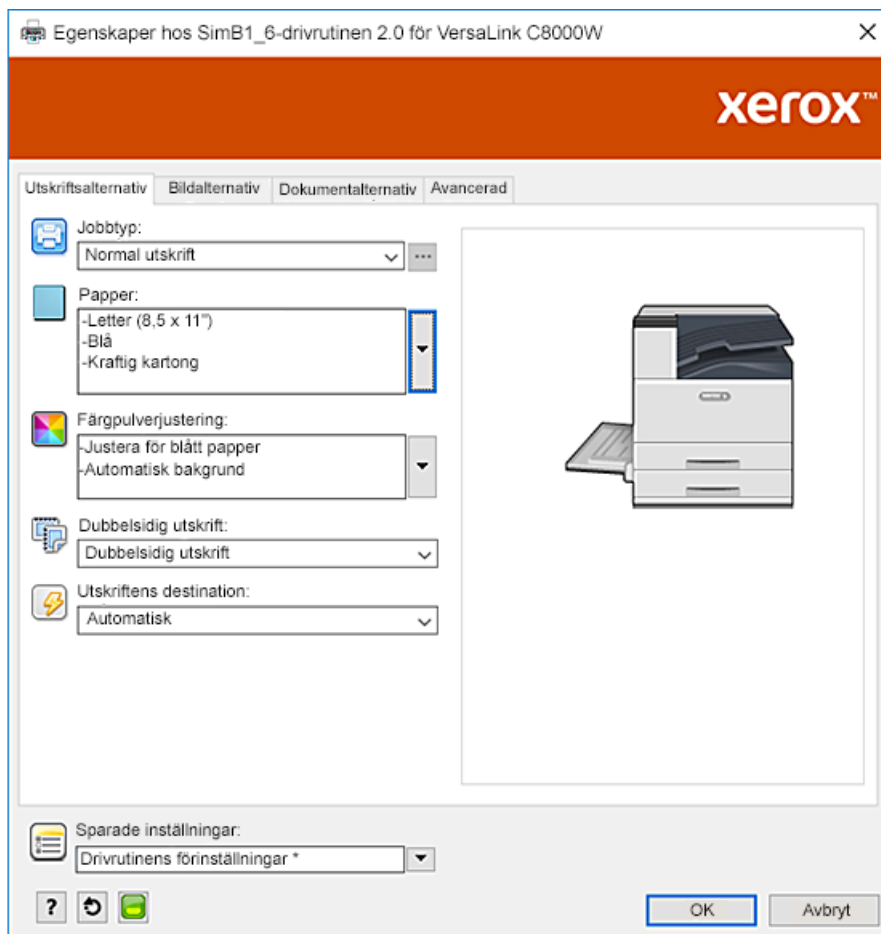 Egenskaper hos SimB1_6-drivrutinen 2.0 för VersaLink C8000W
xerox™
Utskriftsalternativ
Bildalternativ
Dokumentalternativ
Avancerad
Jobbtyp:
Normal utskrift
Papper:
-Letter (8,5 x 11")
-Blå
-Kraftig kartong
Färgpulverjustering:
-Justera för blått papper
-Automatisk bakgrund
Dubbelsidig utskrift:
Dubbelsidig utskrift
Utskriftens destination:
Automatisk
Sparade inställningar:
Drivrutinens förinställningar *
?
OK
Avbryt